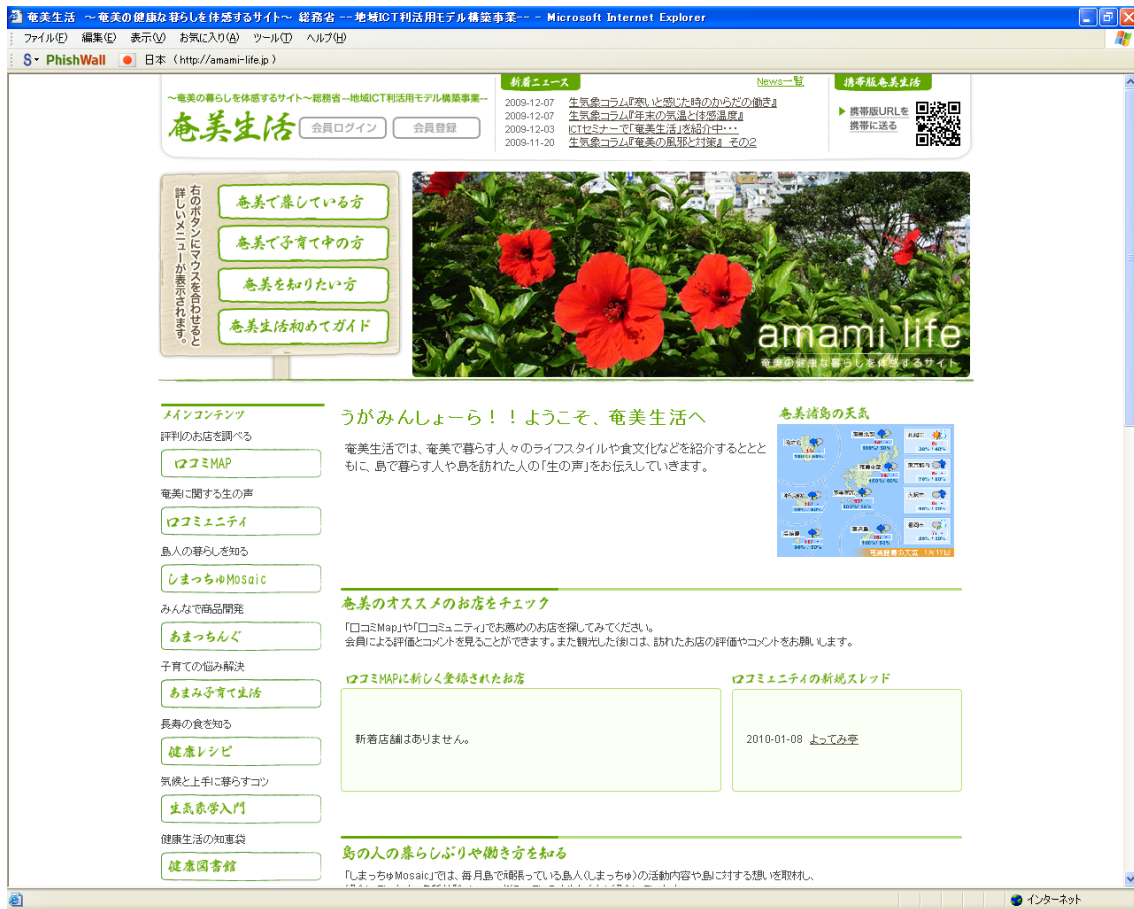 奄美生活 ～奄美の健康な暮らしを体感するサイト～ 総務省 --地域ICT利活用モデル構築事業-- - Microsoft Internet Explorer
ファイル(F) 編集(E) 表示(V) お気に入り(A) ツール(T) ヘルプ(H)
S PhishWall 日本 (http://amami-life.jp)
～奄美の暮らしを体感するサイト～総務省--地域ICT利活用モデル構築事業--
奄美生活
会員ログイン
会員登録
新着ニュース
News一覧
2009-12-07 生気象コラム『寒いと感じた時のからだの働き』
2009-12-07 生気象コラム『年末の気温と体感温度』
2009-12-03 ICTセミナーで「奄美生活」を紹介中・・・
2009-11-20 生気象コラム『奄美の風邪と対策』 その2
携帯版奄美生活
携帯版URLを
携帯に送る
右のボタンにマウスを合わせると
詳しいメニューが表示されます。
奄美で暮している方
奄美で子育て中の方
奄美を知りたい方
奄美生活初めてガイド
amami life
奄美の健康な暮らしを体感するサイト
メインコンテンツ
評判のお店を調べる
口コミMAP
奄美に関する生の声
口コミュニティ
島人の暮らしを知る
しまっちゅMosaic
みんなで商品開発
あまっちんぐ
子育ての悩み解決
あまみ子育て生活
長寿の食を知る
健康レシピ
気候と上手に暮らすコツ
生気象学入門
健康生活の知恵袋
健康図書館
うがみんしょーら！！ようこそ、奄美生活へ
奄美生活では、奄美で暮らす人々のライフスタイルや食文化などを紹介するととと
もに、島で暮らす人や島を訪れた人の「生の声」をお伝えしていきます。
奄美諸島の天気
奄美のオススメのお店をチェック
「口コミMap」や「口コミュニティ」でお薦めのお店を探してみてください。
会員による評価とコメントを見ることができます。また観光した後には、訪れたお店の評価やコメントをお願いします。
口コミMAPに新しく登録されたお店
新着店舗はありません。
口コミュニティの新規スレッド
2010-01-08 よってみ亭
島の人の暮らしぶりや働き方を知る
「しまっちゅMosaic」では、毎月島で頑張っている島人(しまっちゅ)の活動内容や島に対する想いを取材し、
インターネット